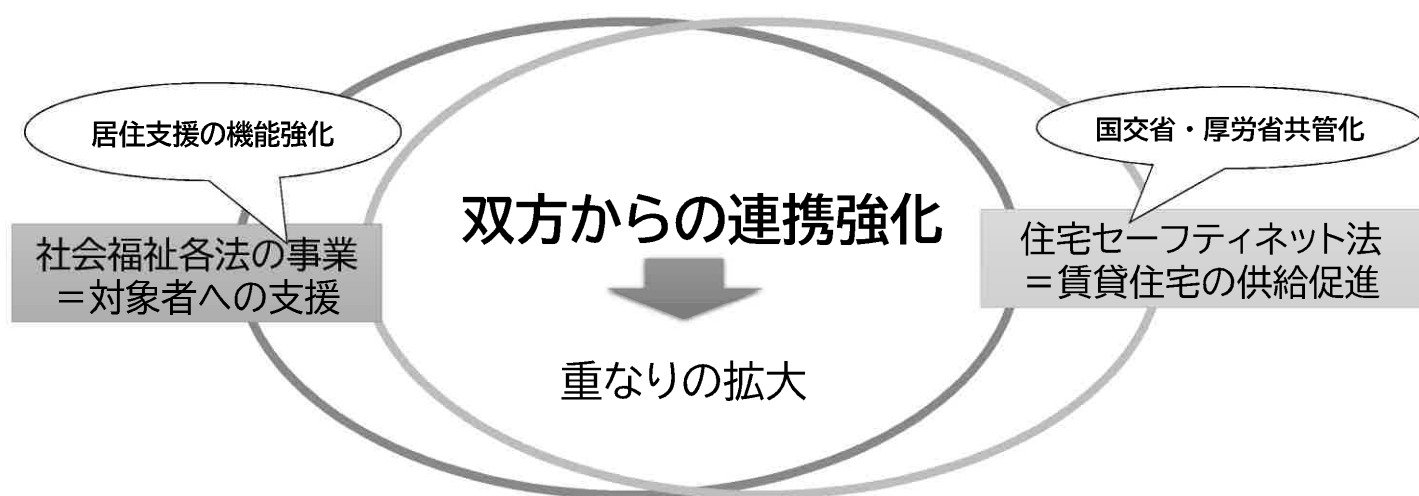 居住支援の機能強化
国交省・厚労省共管化
双方からの連携強化
社会福祉各法の事業
=対象者への支援
住宅セーフティネット法
=賃貸住宅の供給促進
重なりの拡大